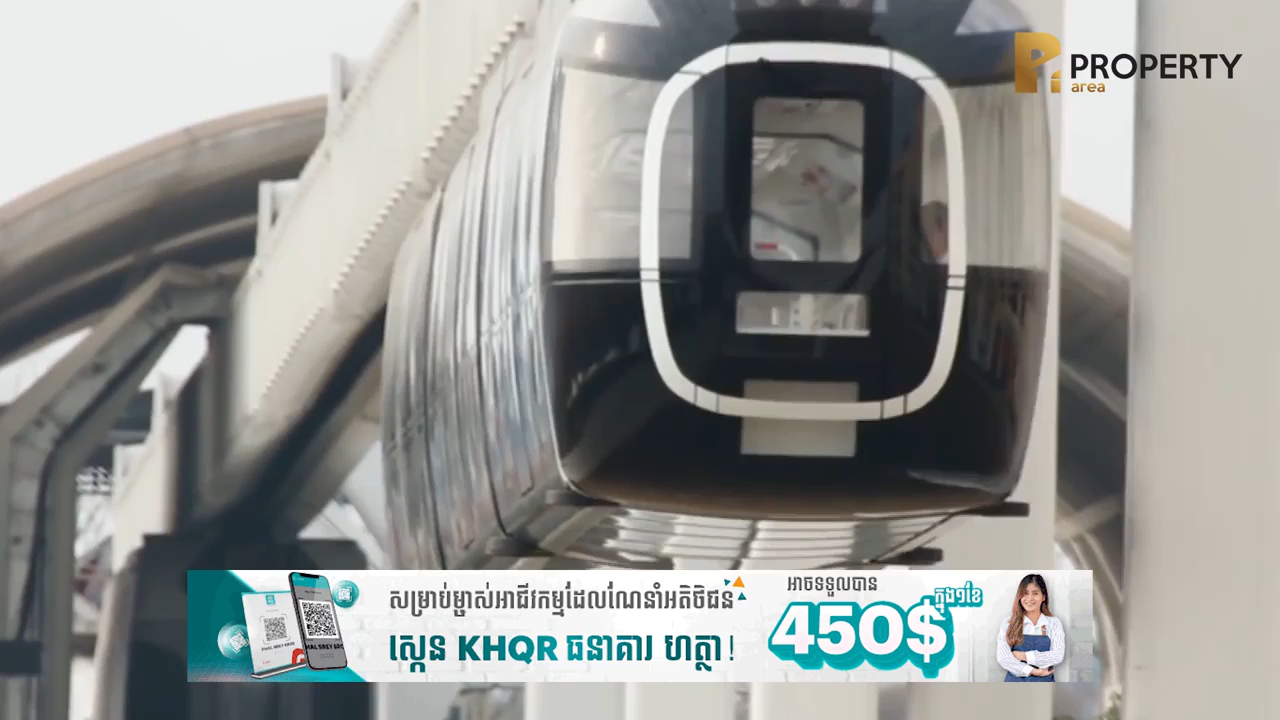 PROPERTY
area
សម្រាប់ម្ចាស់អាជីវកម្មដែលណែនាំអតិថិជន
ស្កេន KHQR ធនាគារ ហត្ថា!
អាចទទួលបាន
450$
ក្នុង១ខែ